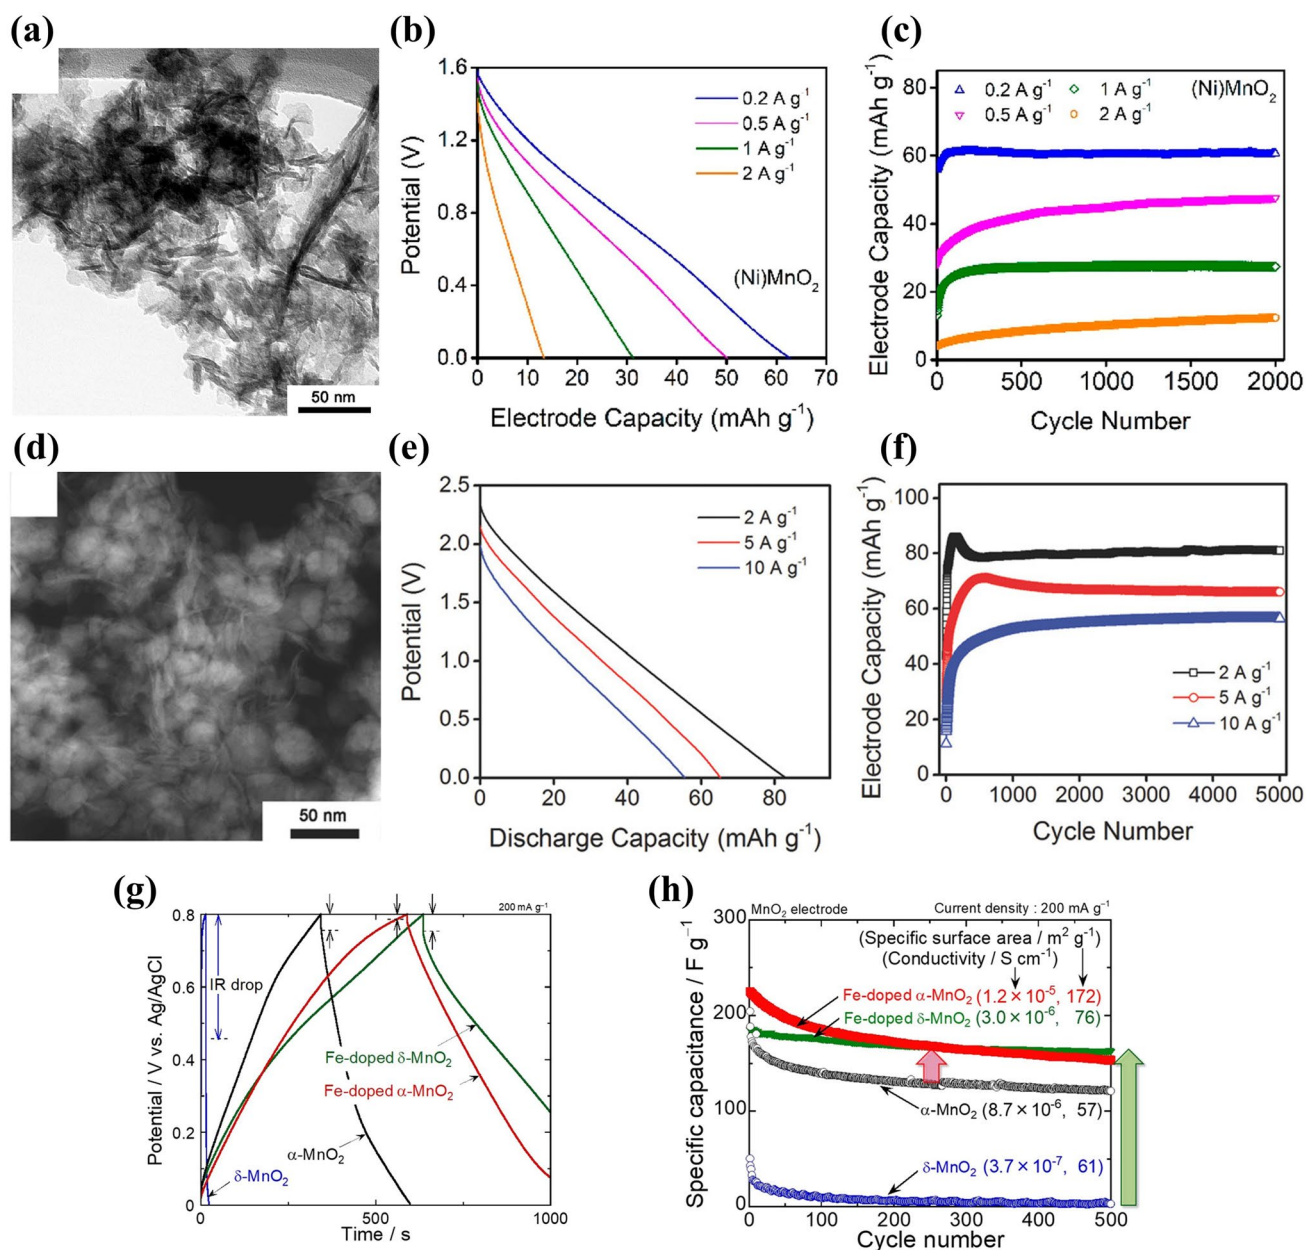 (a)
50 nm
(b)
Potential (V)
1.6
1.2
0.8
0.4
0.0
0.2 A g⁻¹
0.5 A g⁻¹
1 A g⁻¹
2 A g⁻¹
(Ni)MnO₂
0 10 20 30 40 50 60 70
Electrode Capacity (mAh g⁻¹)
(c)
Electrode Capacity (mAh g⁻¹)
80
60
40
20
0
0.2 A g⁻¹ 1 A g⁻¹ (Ni)MnO₂
0.5 A g⁻¹ 2 A g⁻¹
0 500 1000 1500 2000
Cycle Number
(d)
50 nm
(e)
Potential (V)
2.5
2.0
1.5
1.0
0.5
0.0
2 A g⁻¹
5 A g⁻¹
10 A g⁻¹
0 20 40 60 80
Discharge Capacity (mAh g⁻¹)
(f)
Electrode Capacity (mAh g⁻¹)
100
80
60
40
20
0
2 A g⁻¹
5 A g⁻¹
10 A g⁻¹
0 1000 2000 3000 4000 5000
Cycle Number
(g)
Potential / V vs. Ag/AgCl
0.8
0.6
0.4
0.2
0
200 mA g⁻¹
IR drop
Fe-doped δ-MnO₂
Fe-doped α-MnO₂
α-MnO₂
δ-MnO₂
0 500 1000
Time / s
(h)
Specific capacitance / F g⁻¹
300
200
100
0
MnO₂ electrode Current density : 200 mA g⁻¹
(Specific surface area / m² g⁻¹)
(Conductivity / S cm⁻¹)
Fe-doped α-MnO₂ (1.2 × 10⁻⁵, 172)
Fe-doped δ-MnO₂ (3.0 × 10⁻⁶, 76)
α-MnO₂ (8.7 × 10⁻⁶, 57)
δ-MnO₂ (3.7 × 10⁻⁷, 61)
0 100 200 300 400 500
Cycle number